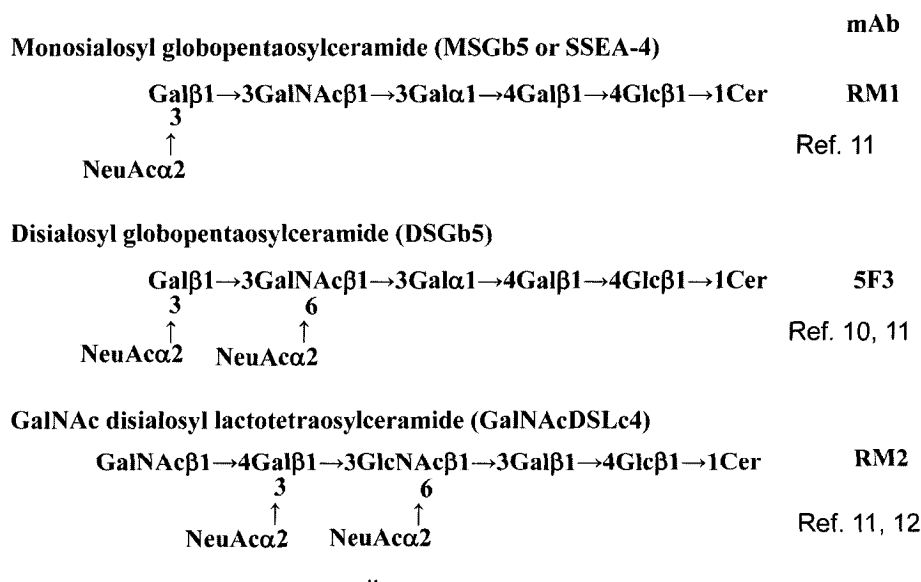 mAb
Monosialosyl globopentaosylceramide (MSGb5 or SSEA-4)
Galβ1→3GalNAcβ1→3Galα1→4Galβ1→4Glcβ1→1Cer RM1
3
↑ Ref. 11
NeuAcα2
Disialosyl globopentaosylceramide (DSGb5)
Galβ1→3GalNAcβ1→3Galα1→4Galβ1→4Glcβ1→1Cer 5F3
3 6
↑ ↑ Ref. 10, 11
NeuAcα2 NeuAcα2
GalNAc disialosyl lactotetraosylceramide (GalNAcDSLc4)
GalNAcβ1→4Galβ1→3GlcNAcβ1→3Galβ1→4Glcβ1→1Cer RM2
3 6
↑ ↑ Ref. 11, 12
NeuAcα2 NeuAcα2